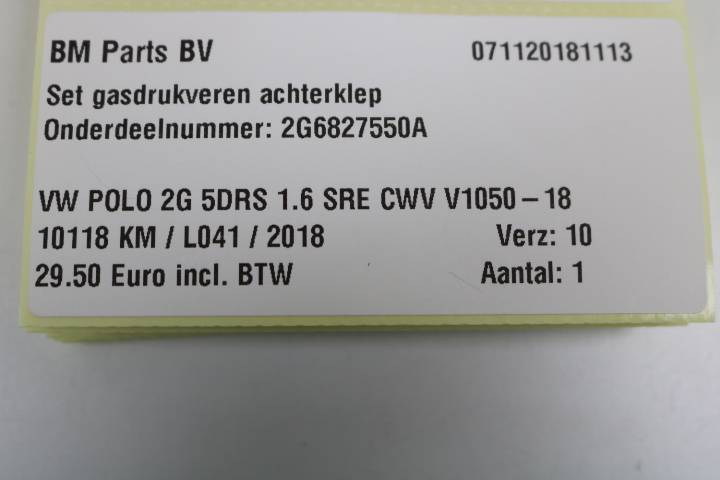 BM Parts BV 071120181113
Set gasdrukveren achterklep
Onderdeelnummer: 2G6827550A
VW POLO 2G 5DRS 1.6 SRE CWV V1050 – 18
10118 KM / L041 / 2018 Verz: 10
29.50 Euro incl. BTW Aantal: 1